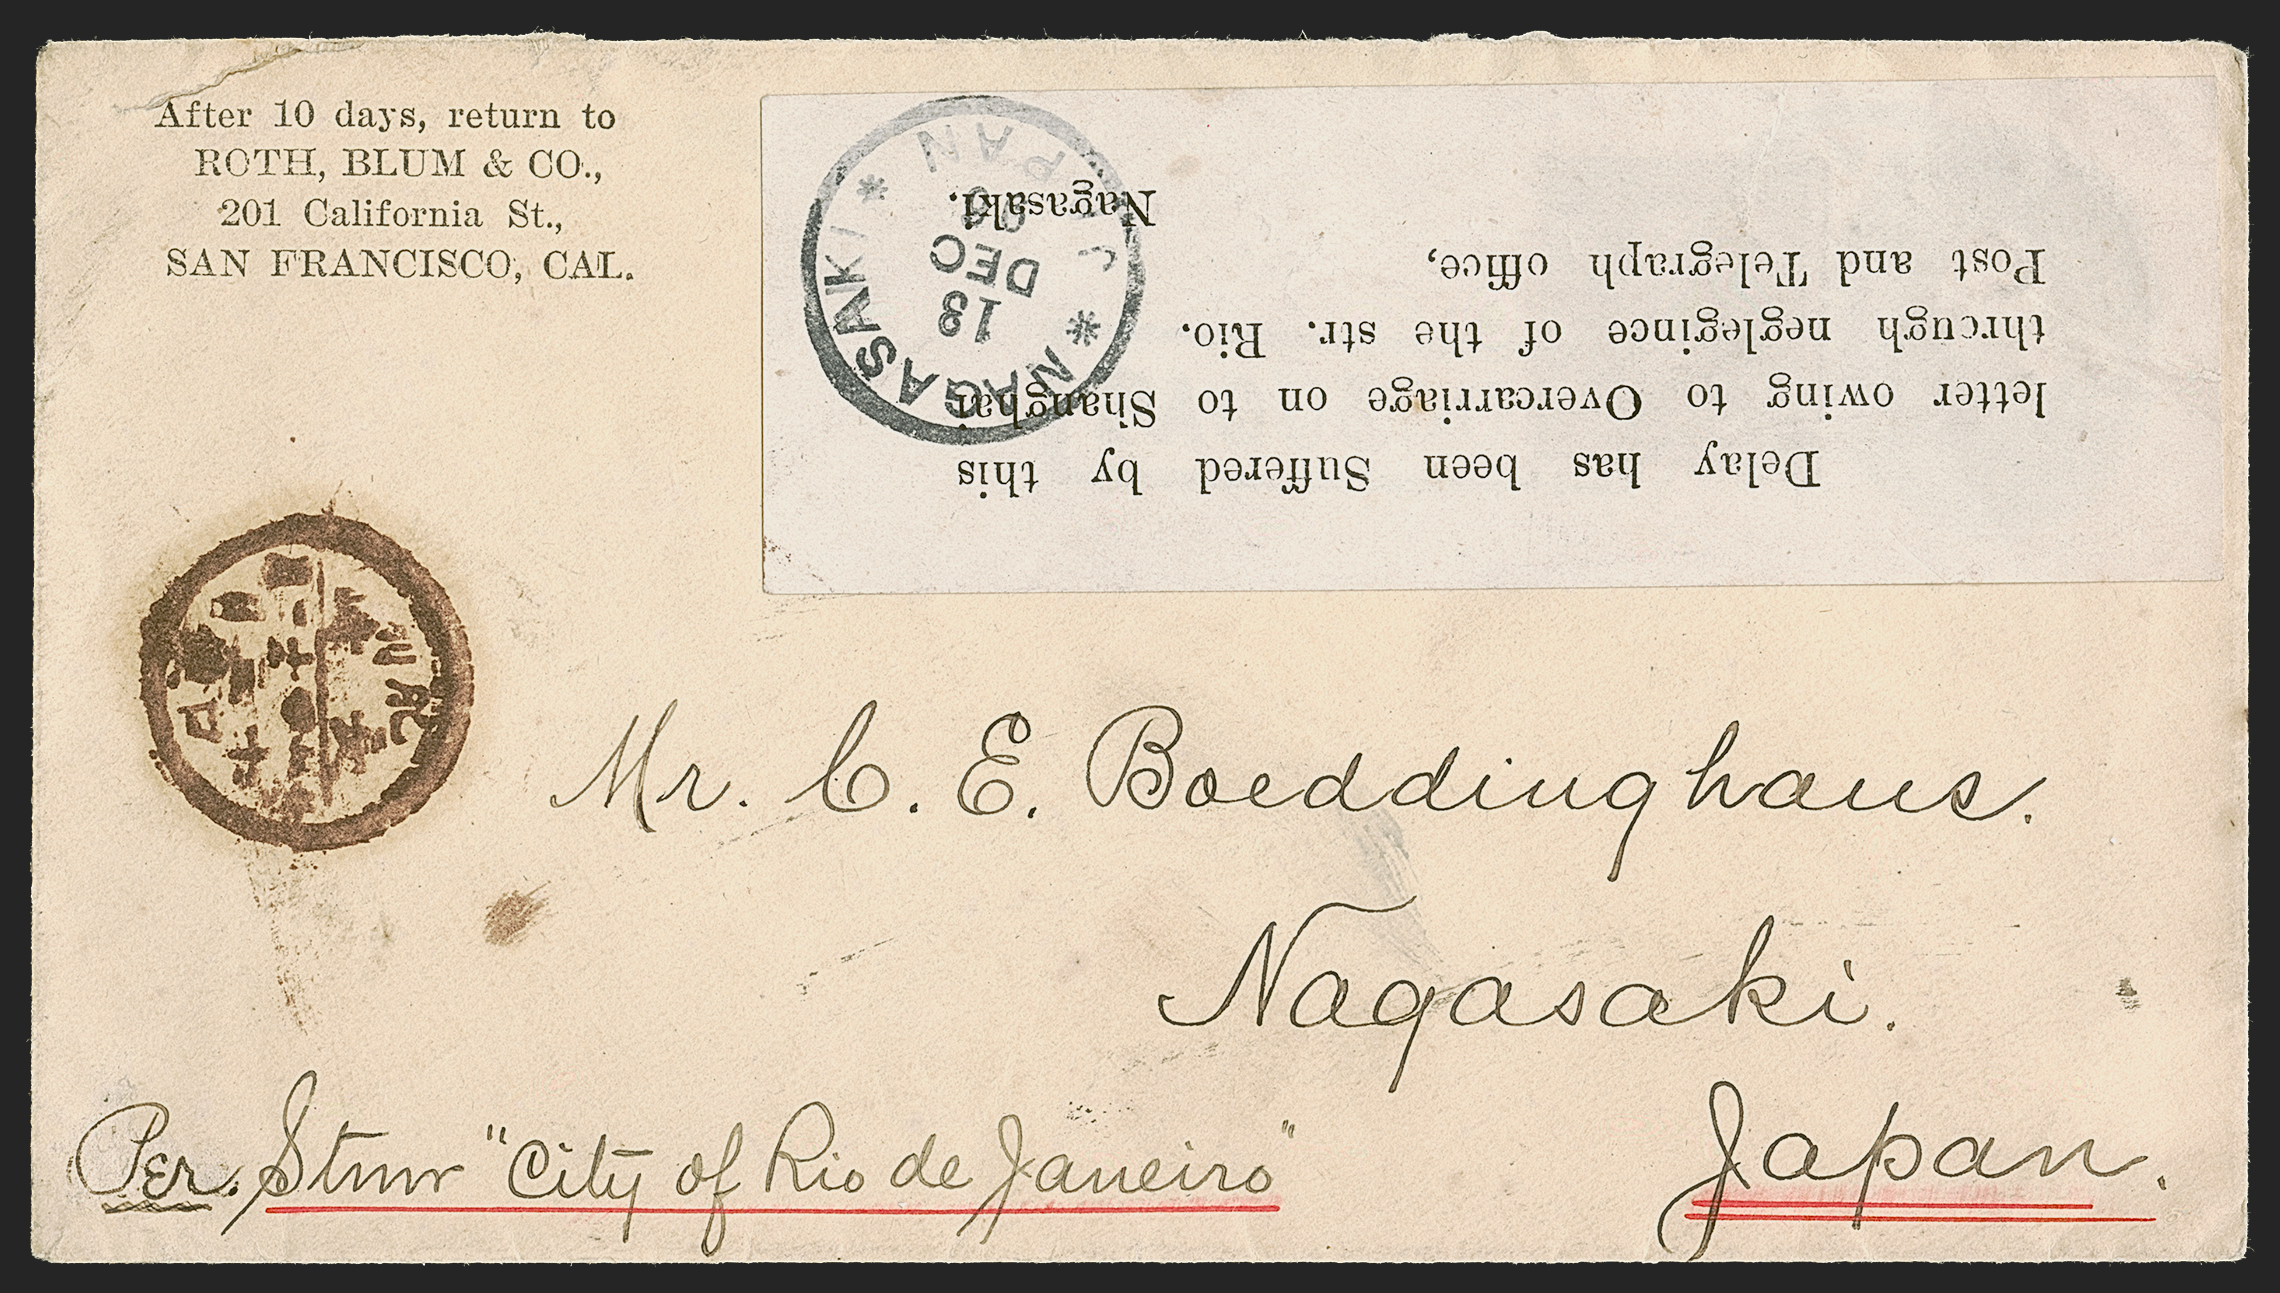 After 10 days, return to
ROTH, BLUM & CO.,
201 California St.,
SAN FRANCISCO, CAL.
Delay has been Suffered by this
letter owing to Overcarriage on to Shanghai
through neglegince of the str. Rio.
Post and Telegraph office,
Nagasaki.
NAGASAKI
13
DEC
JAPAN
Mr. C. E. Boeddinghaus.
Nagasaki.
Japan.
Per. Stmr "City of Rio de Janeiro"